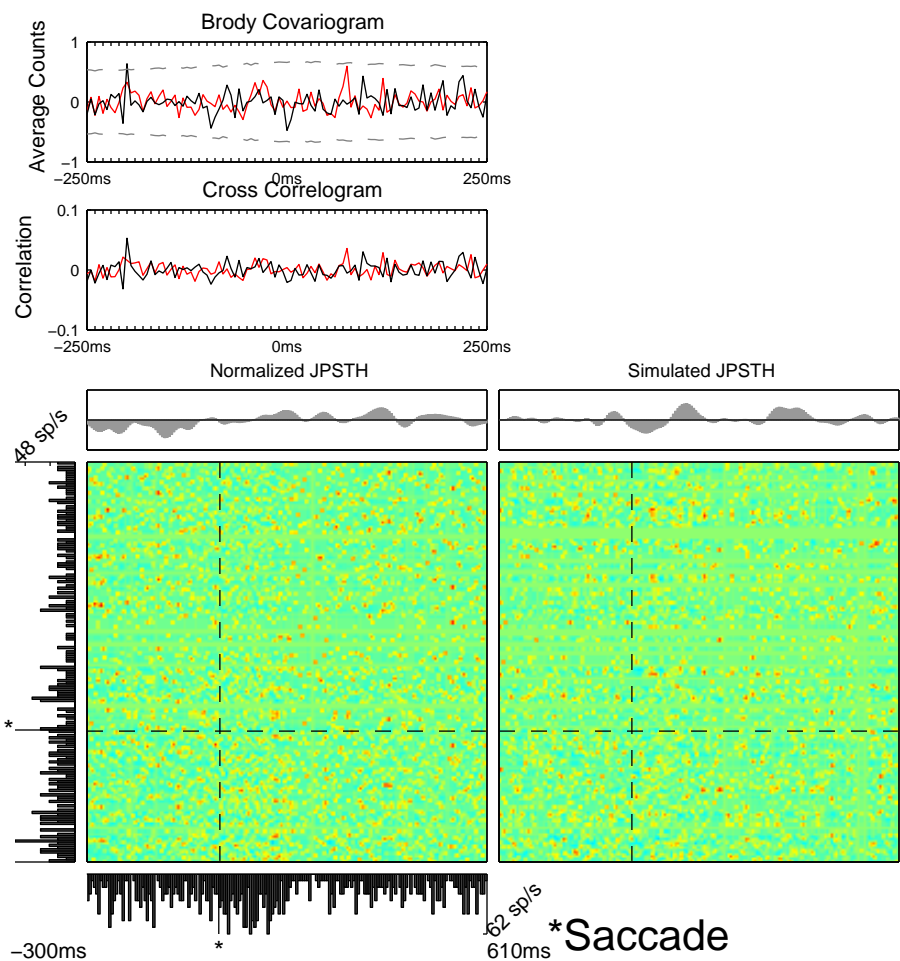 Brody Covariogram
Average Counts
1
0
−1
−250ms
0ms
250ms
Cross Correlogram
Correlation
0.1
0
−0.1
−250ms
0ms
250ms
Normalized JPSTH
Simulated JPSTH
48 sp/s
*
*
62 sp/s
−300ms
610ms
*Saccade